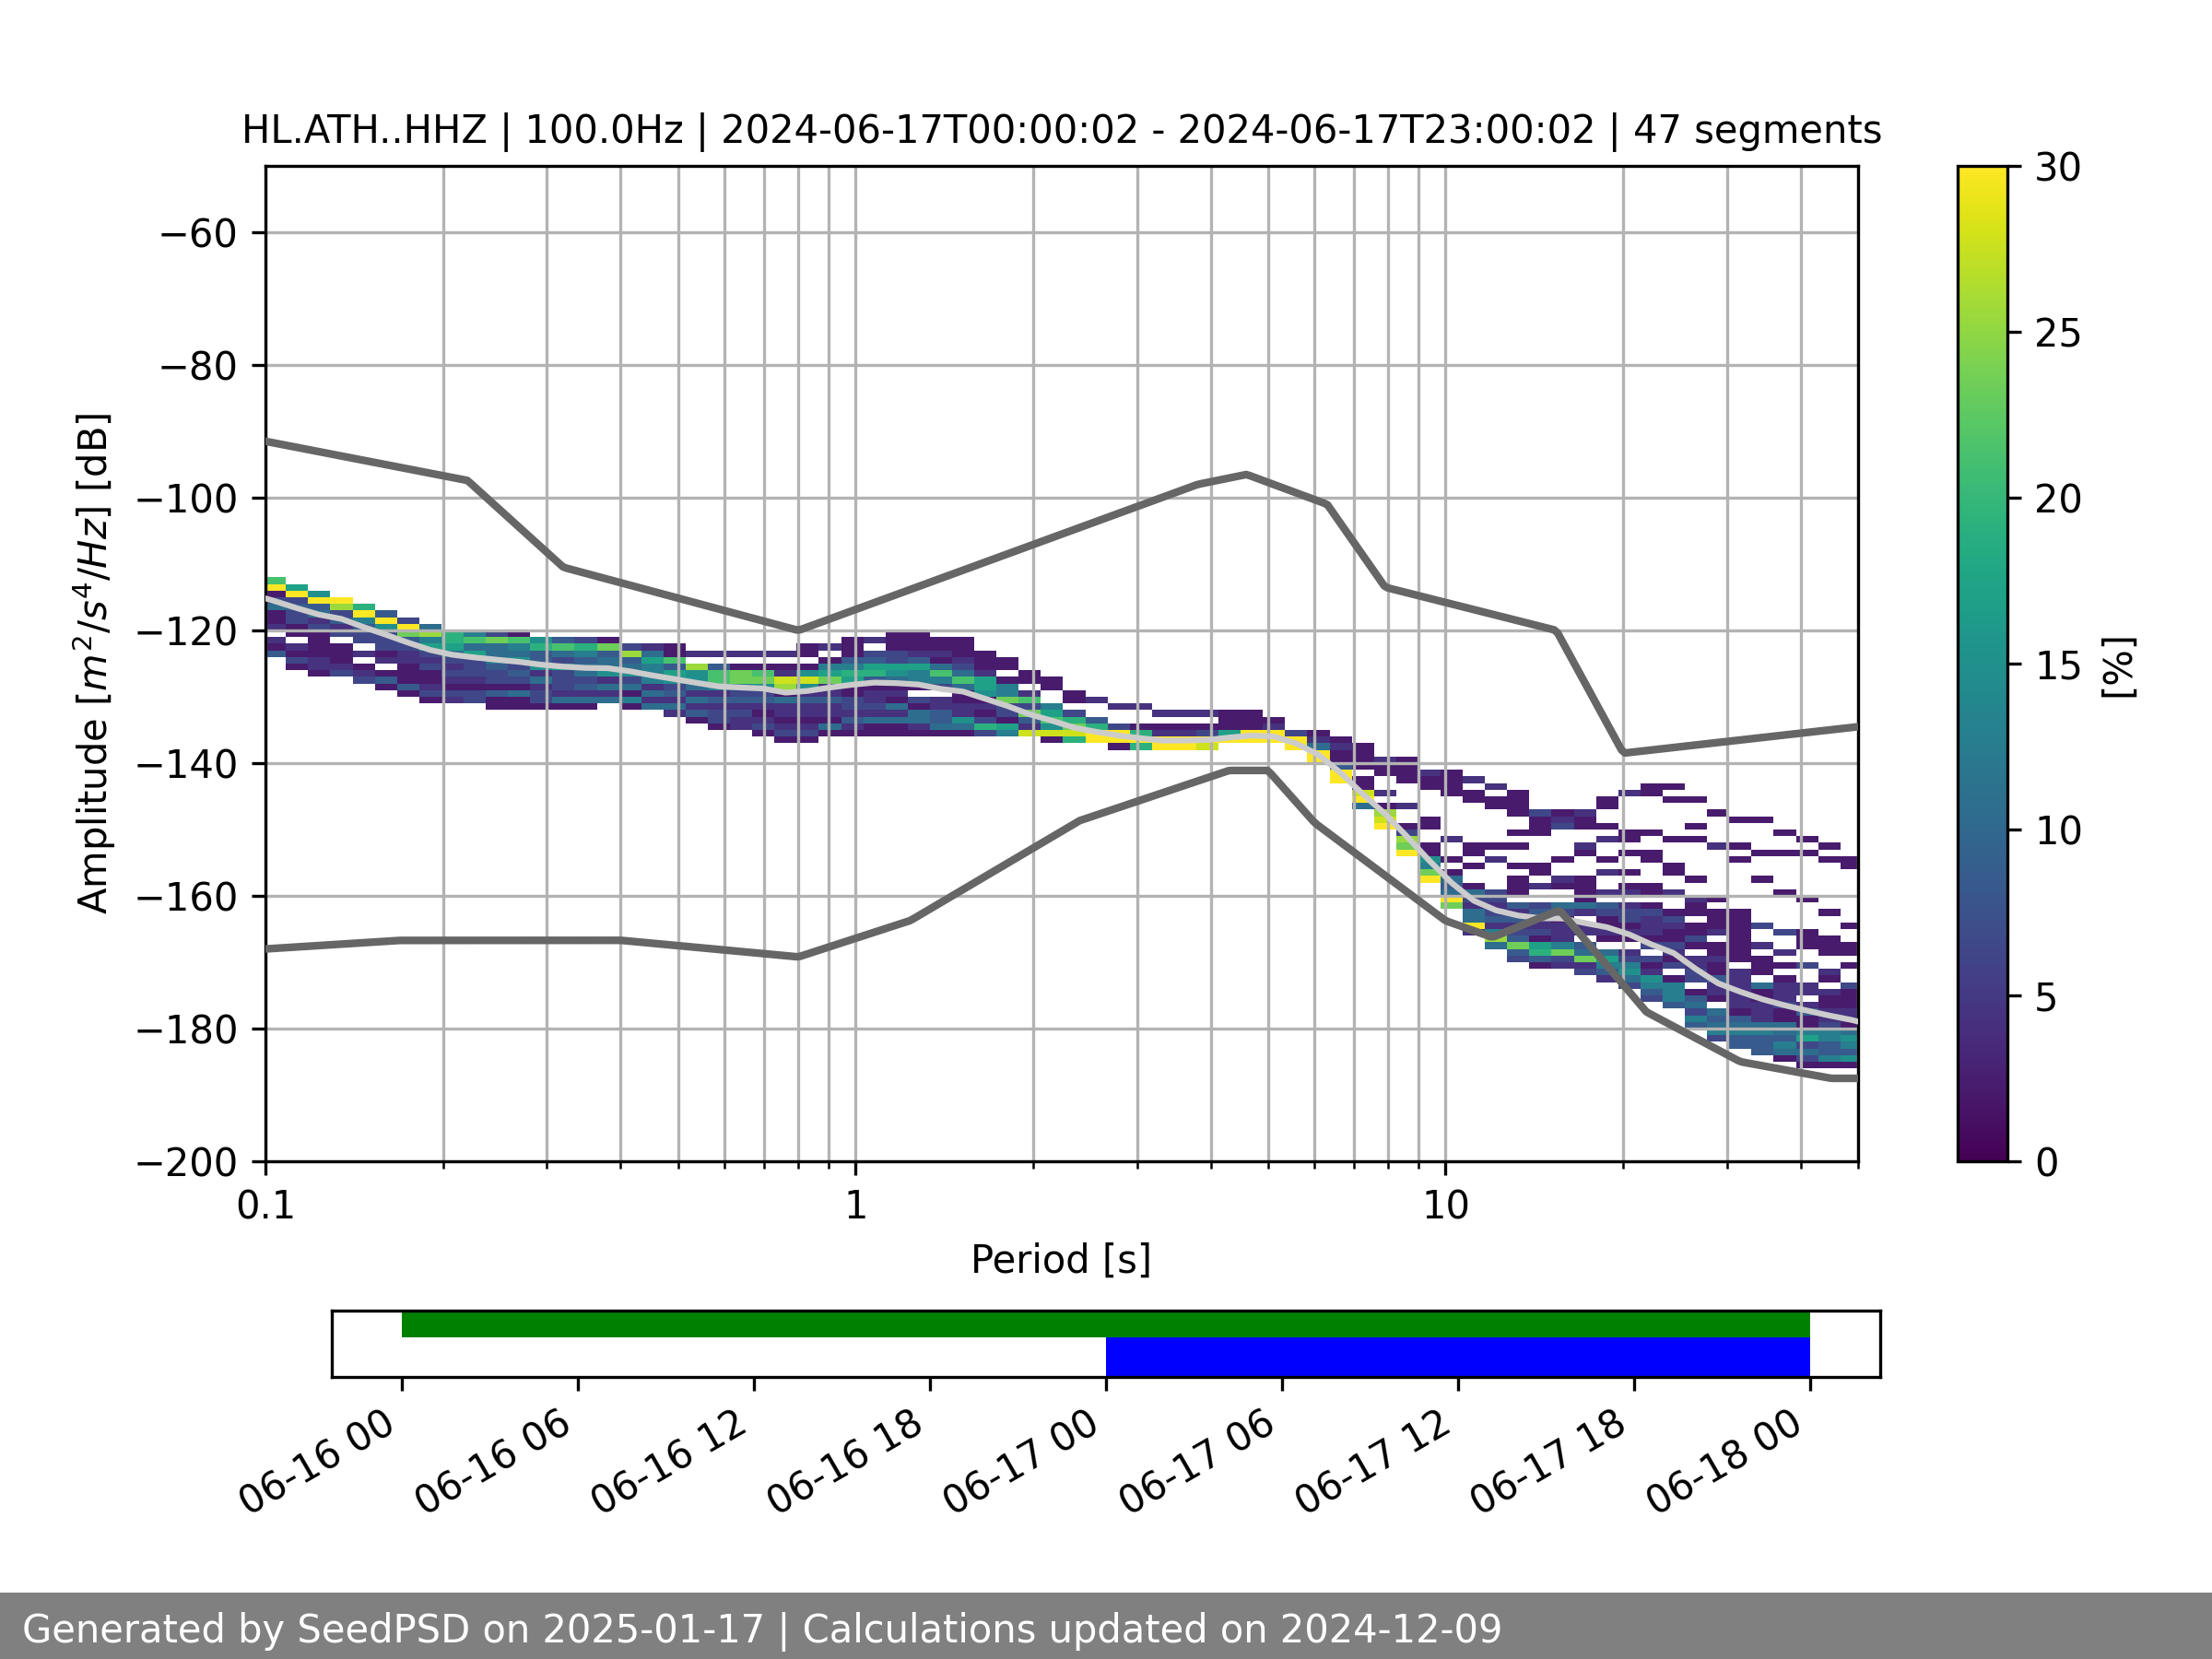 HL.ATH..HHZ | 100.0Hz | 2024-06-17T00:00:02 - 2024-06-17T23:00:02 | 47 segments
Amplitude [m²/s⁴/Hz] [dB]
−60
−80
−100
−120
−140
−160
−180
−200
0.1 1 10
Period [s]
30
25
20
15
10
5
0
[%]
06-16 00 06-16 06 06-16 12 06-16 18 06-17 00 06-17 06 06-17 12 06-17 18 06-18 00
Generated by SeedPSD on 2025-01-17 | Calculations updated on 2024-12-09